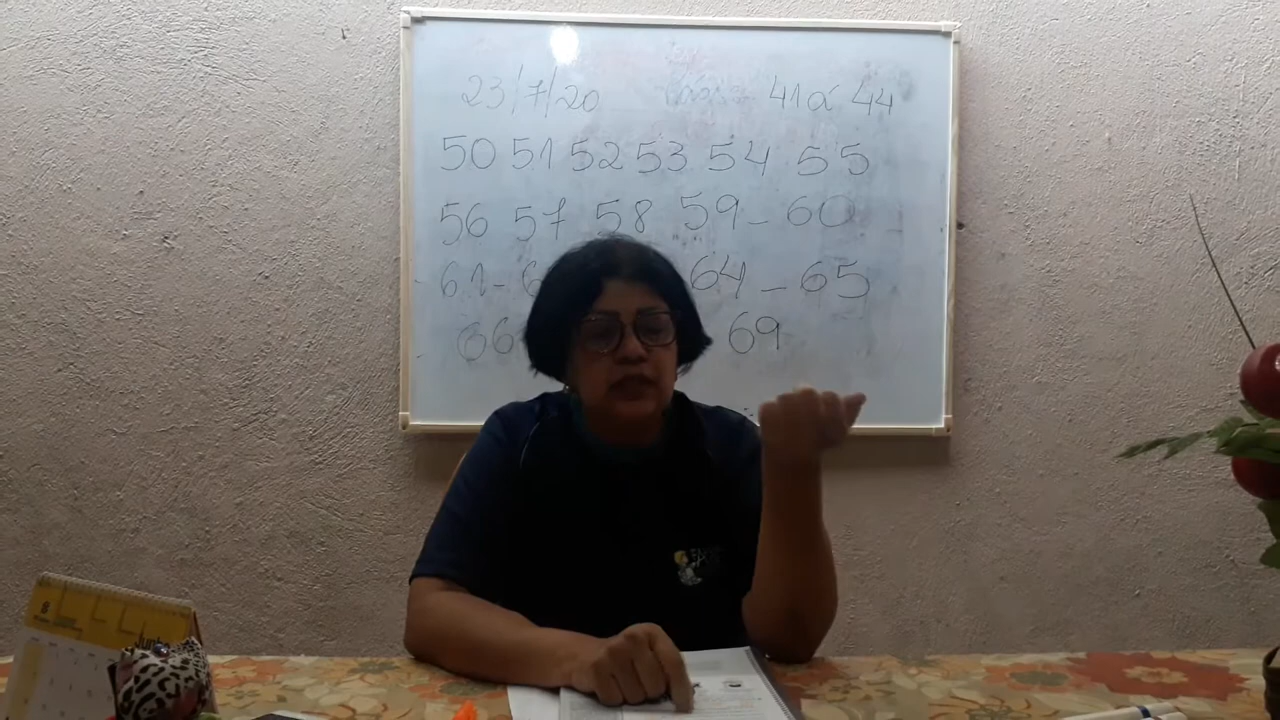 23/7/20 41 a 44
50 51 52 53 54 55
56 57 58 59 - 60
61 - 64 - 65
66 69
Junho